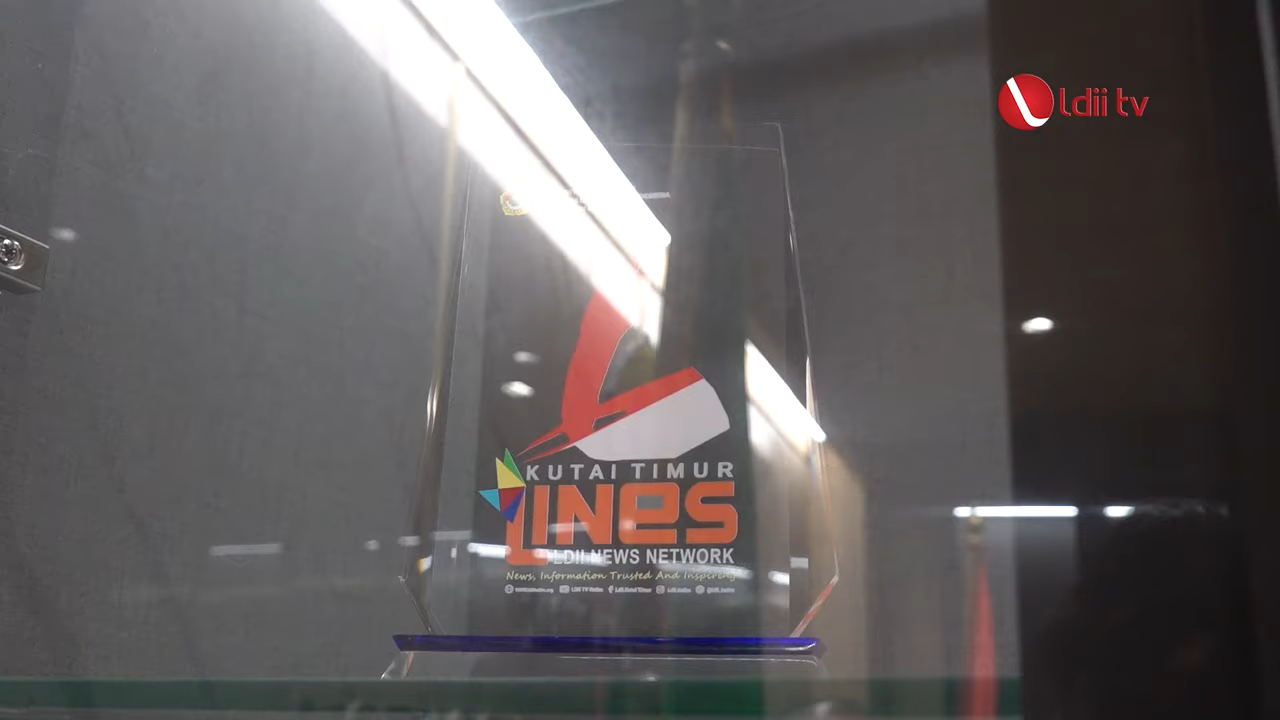 ldii tv
KUTAI TIMUR
LINES
LDII NEWS NETWORK
News, Information Trusted And Inspiring